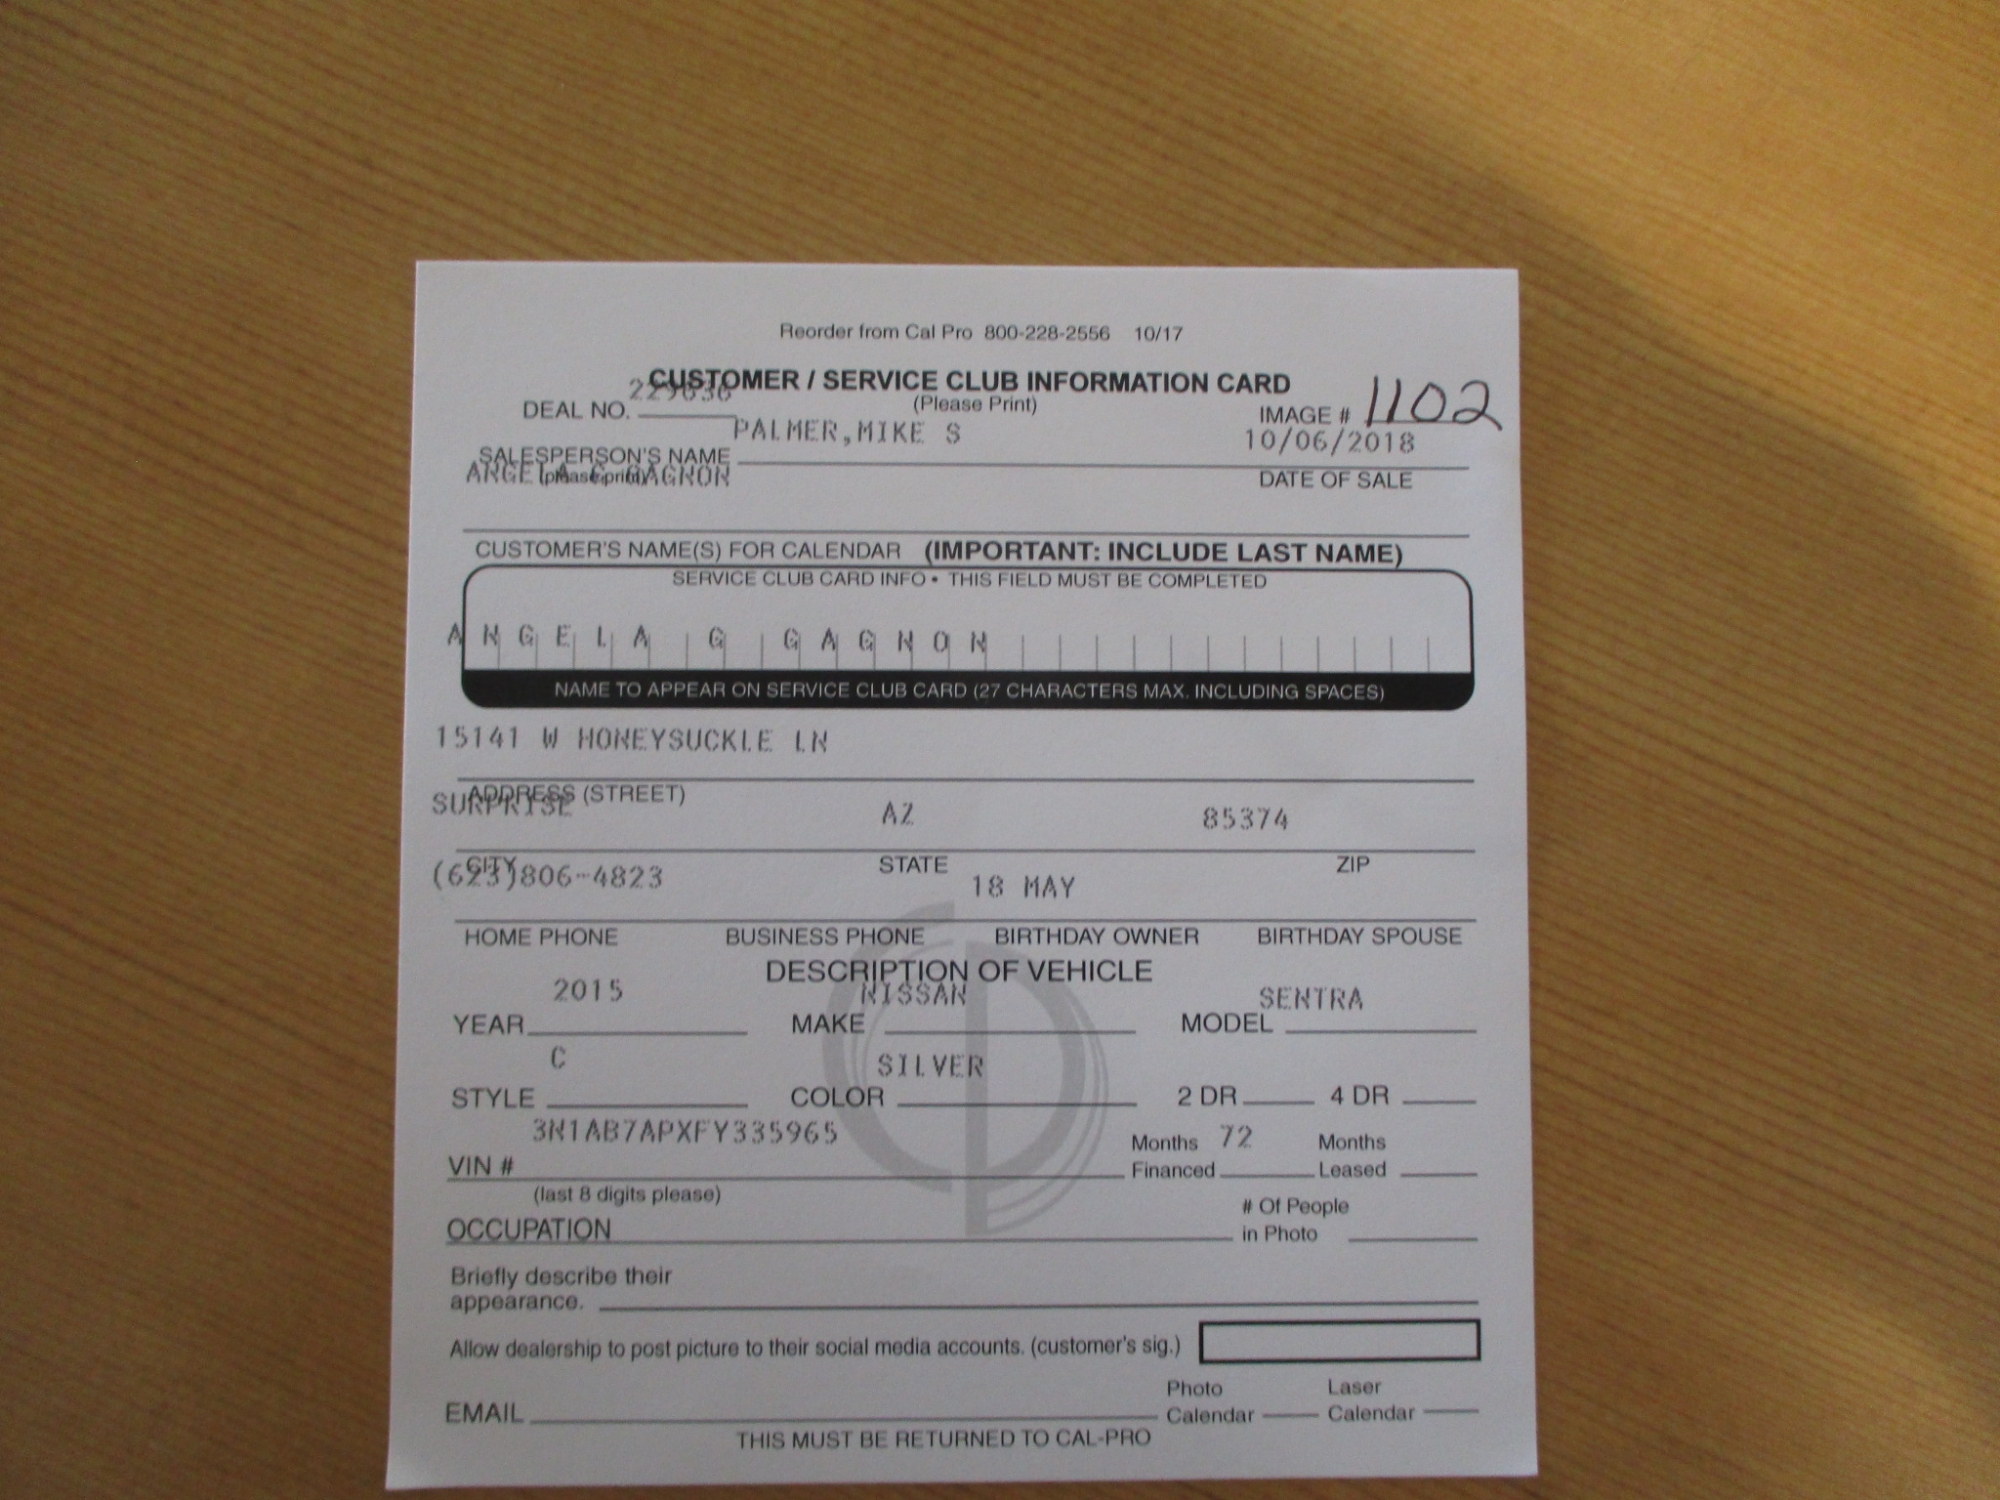 Reorder from Cal Pro 800-228-2556 10/17
CUSTOMER / SERVICE CLUB INFORMATION CARD
(Please Print)
DEAL NO. 229636
IMAGE # 1102
PALMER,MIKE S
10/06/2018
SALESPERSON'S NAME
(please print)
DATE OF SALE
ANGELA G GAGNON
CUSTOMER'S NAME(S) FOR CALENDAR (IMPORTANT: INCLUDE LAST NAME)
SERVICE CLUB CARD INFO • THIS FIELD MUST BE COMPLETED
ANGELA G GAGNON
NAME TO APPEAR ON SERVICE CLUB CARD (27 CHARACTERS MAX. INCLUDING SPACES)
15141 W HONEYSUCKLE LN
ADDRESS (STREET)
SURPRISE AZ 85374
CITY STATE ZIP
(623)806-4823 18 MAY
HOME PHONE BUSINESS PHONE BIRTHDAY OWNER BIRTHDAY SPOUSE
DESCRIPTION OF VEHICLE
2015 NISSAN SENTRA
YEAR MAKE MODEL
C SILVER
STYLE COLOR 2 DR 4 DR
3N1AB7APXFY335965
VIN #
(last 8 digits please)
Months 72 Months
Financed Leased
OCCUPATION
# Of People
in Photo
Briefly describe their
appearance.
Allow dealership to post picture to their social media accounts. (customer's sig.)
Photo Laser
EMAIL Calendar Calendar
THIS MUST BE RETURNED TO CAL-PRO